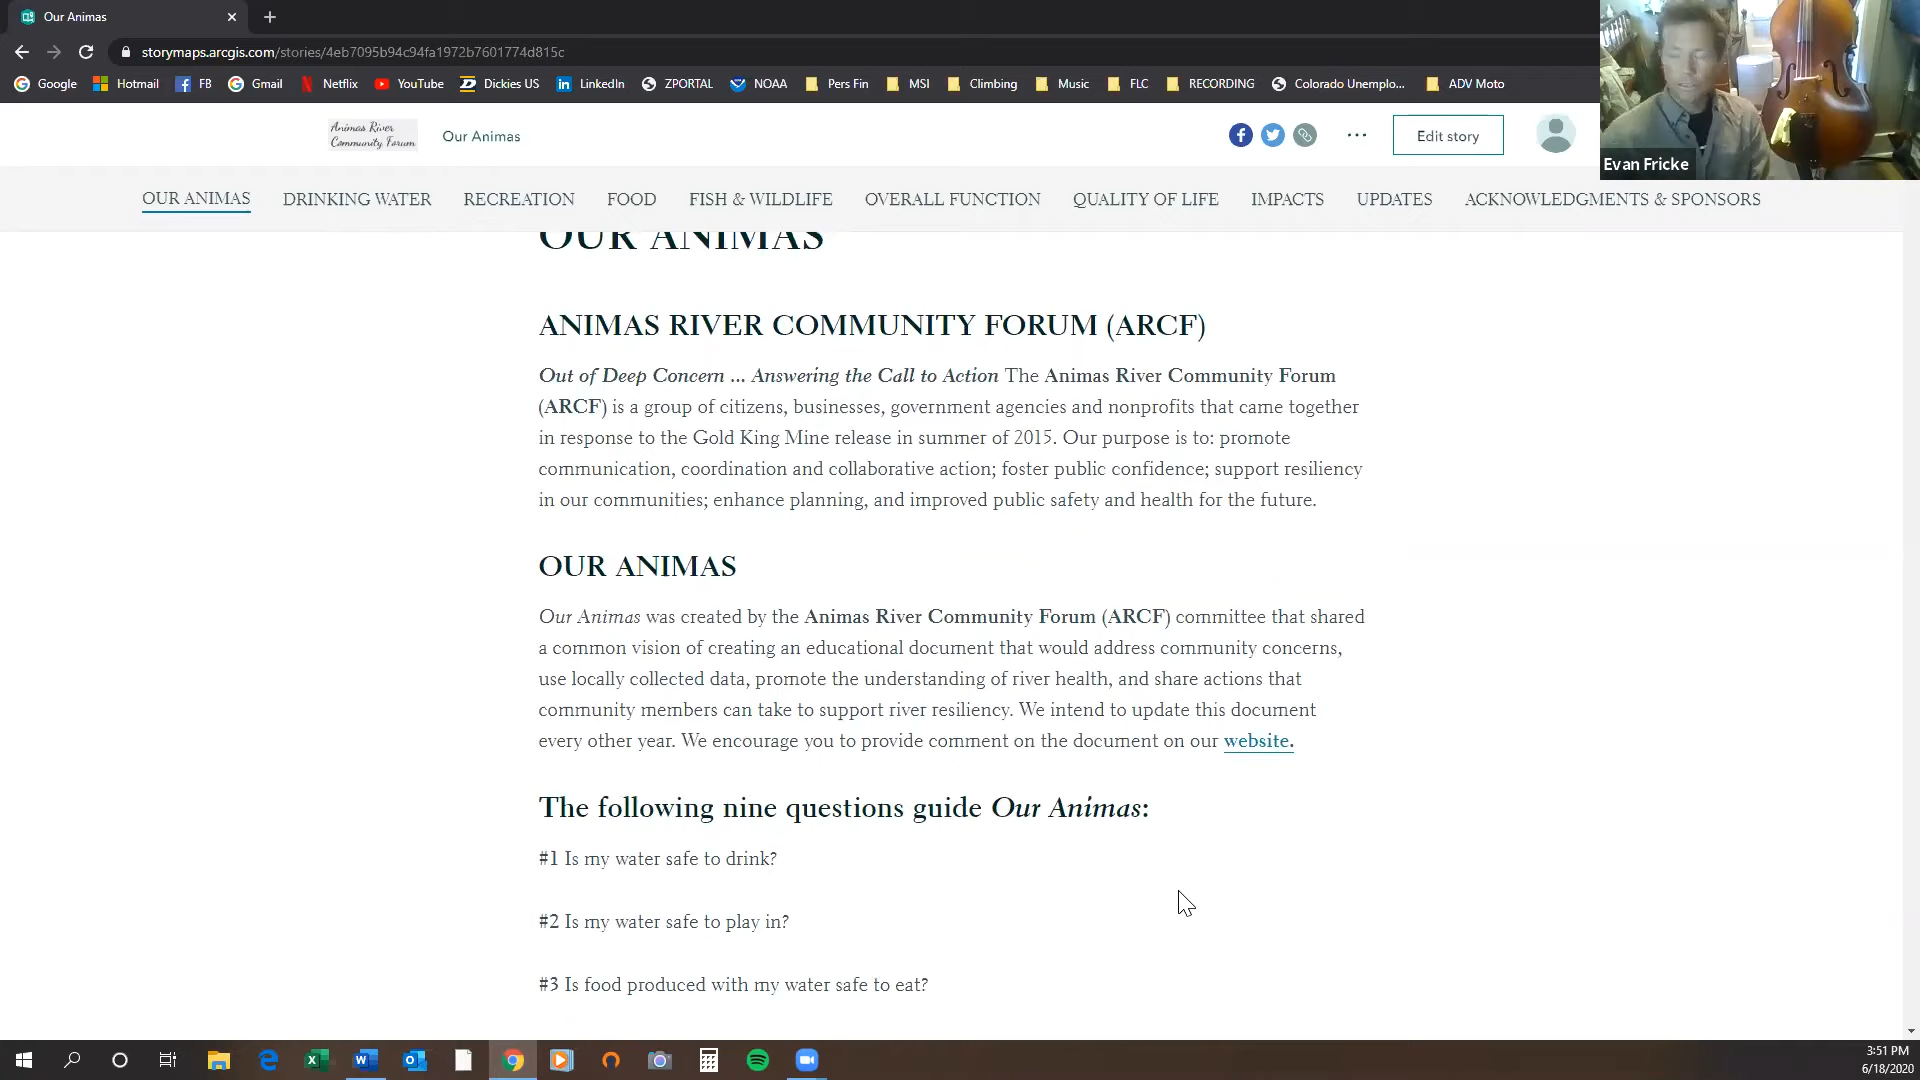 Our Animas
storymaps.arcgis.com/stories/4eb7095b94c94fa1972b7601774d815c
Google Hotmail FB Gmail Netflix YouTube Dickies US LinkedIn ZPORTAL NOAA Pers Fin MSI Climbing Music FLC RECORDING Colorado Unemplo... ADV Moto
Animas River
Community Forum
Our Animas
Edit story
Evan Fricke
OUR ANIMAS DRINKING WATER RECREATION FOOD FISH & WILDLIFE OVERALL FUNCTION QUALITY OF LIFE IMPACTS UPDATES ACKNOWLEDGMENTS & SPONSORS
OUR ANIMAS
ANIMAS RIVER COMMUNITY FORUM (ARCF)
Out of Deep Concern ... Answering the Call to Action The Animas River Community Forum
(ARCF) is a group of citizens, businesses, government agencies and nonprofits that came together
in response to the Gold King Mine release in summer of 2015. Our purpose is to: promote
communication, coordination and collaborative action; foster public confidence; support resiliency
in our communities; enhance planning, and improved public safety and health for the future.
OUR ANIMAS
Our Animas was created by the Animas River Community Forum (ARCF) committee that shared
a common vision of creating an educational document that would address community concerns,
use locally collected data, promote the understanding of river health, and share actions that
community members can take to support river resiliency. We intend to update this document
every other year. We encourage you to provide comment on the document on our website.
The following nine questions guide Our Animas:
#1 Is my water safe to drink?
#2 Is my water safe to play in?
#3 Is food produced with my water safe to eat?
3:51 PM
6/18/2020